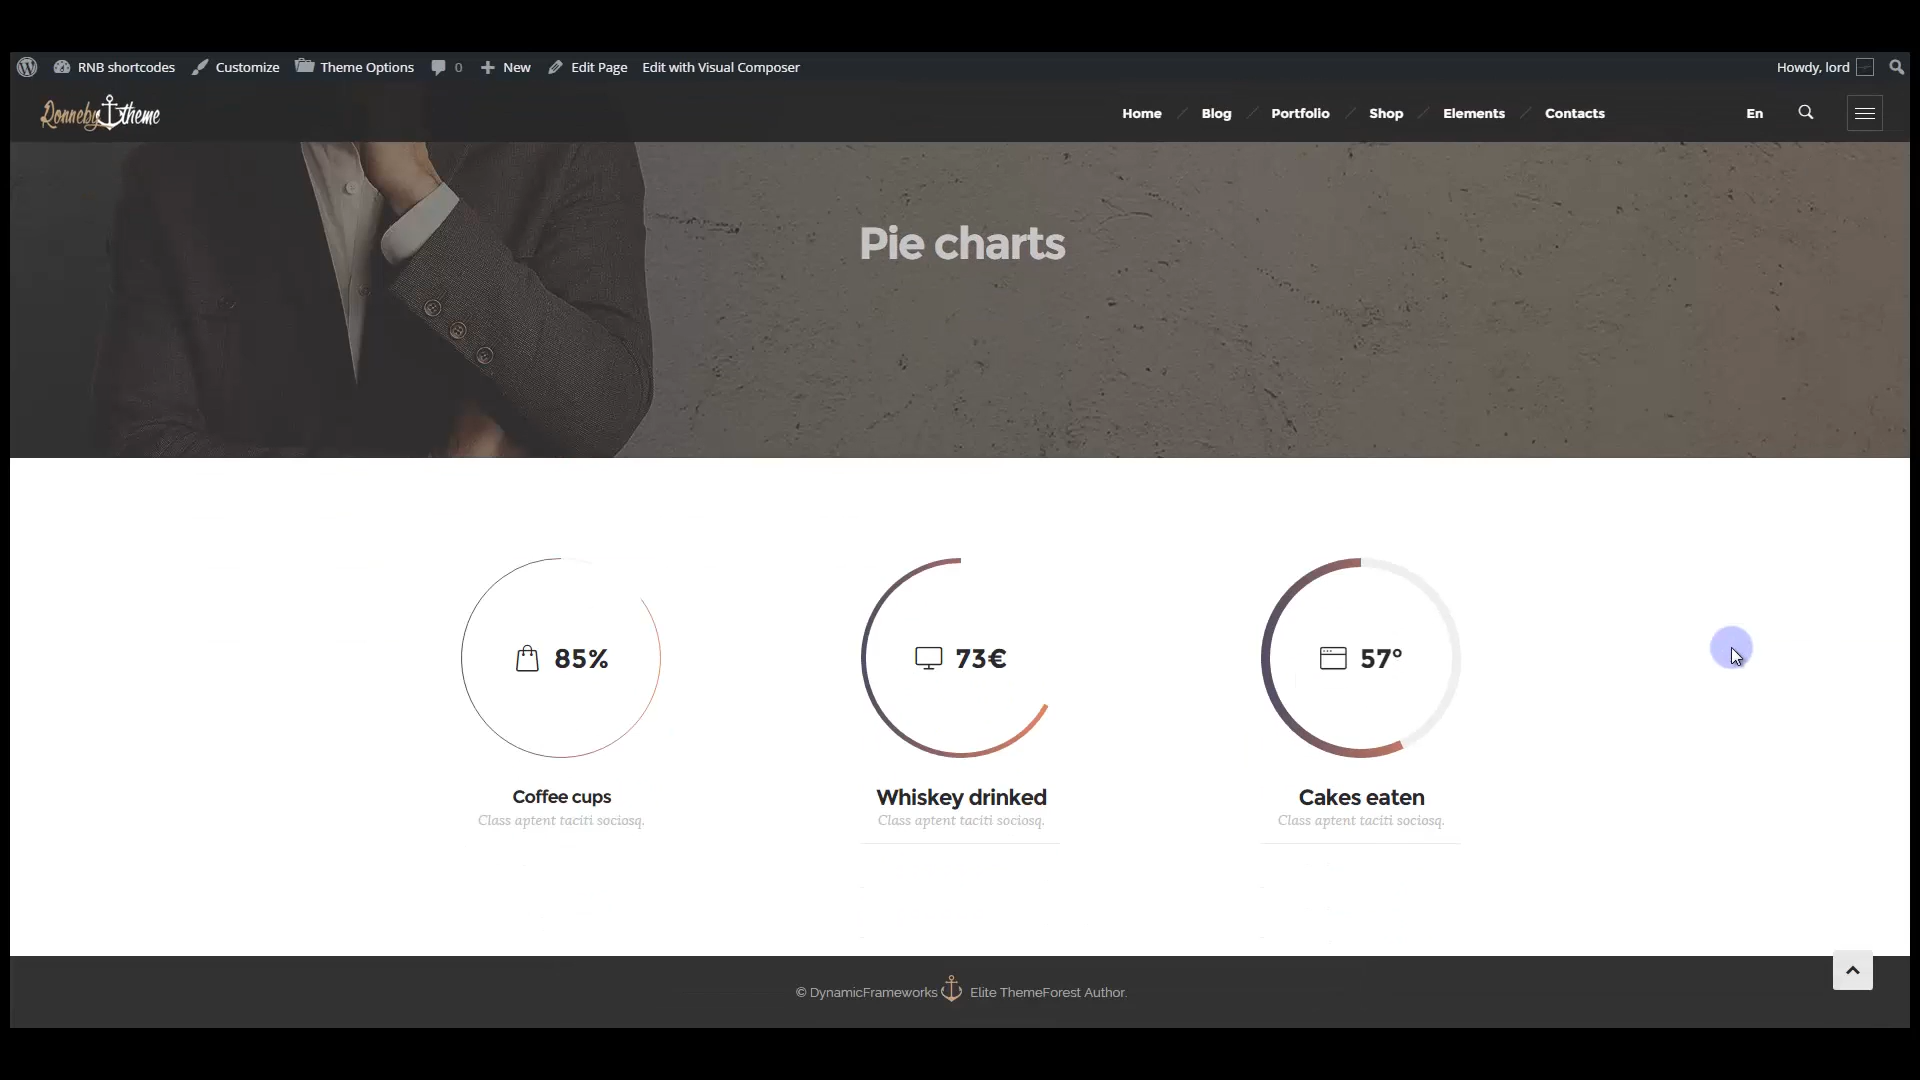 RNB shortcodes Customize Theme Options 0 New Edit Page Edit with Visual Composer Howdy, lord
Ronneby theme Home Blog Portfolio Shop Elements Contacts En
Pie charts
85% 73€ 57°
Coffee cups Whiskey drinked Cakes eaten
Class aptent taciti sociosq. Class aptent taciti sociosq. Class aptent taciti sociosq.
© DynamicFrameworks Elite ThemeForest Author.